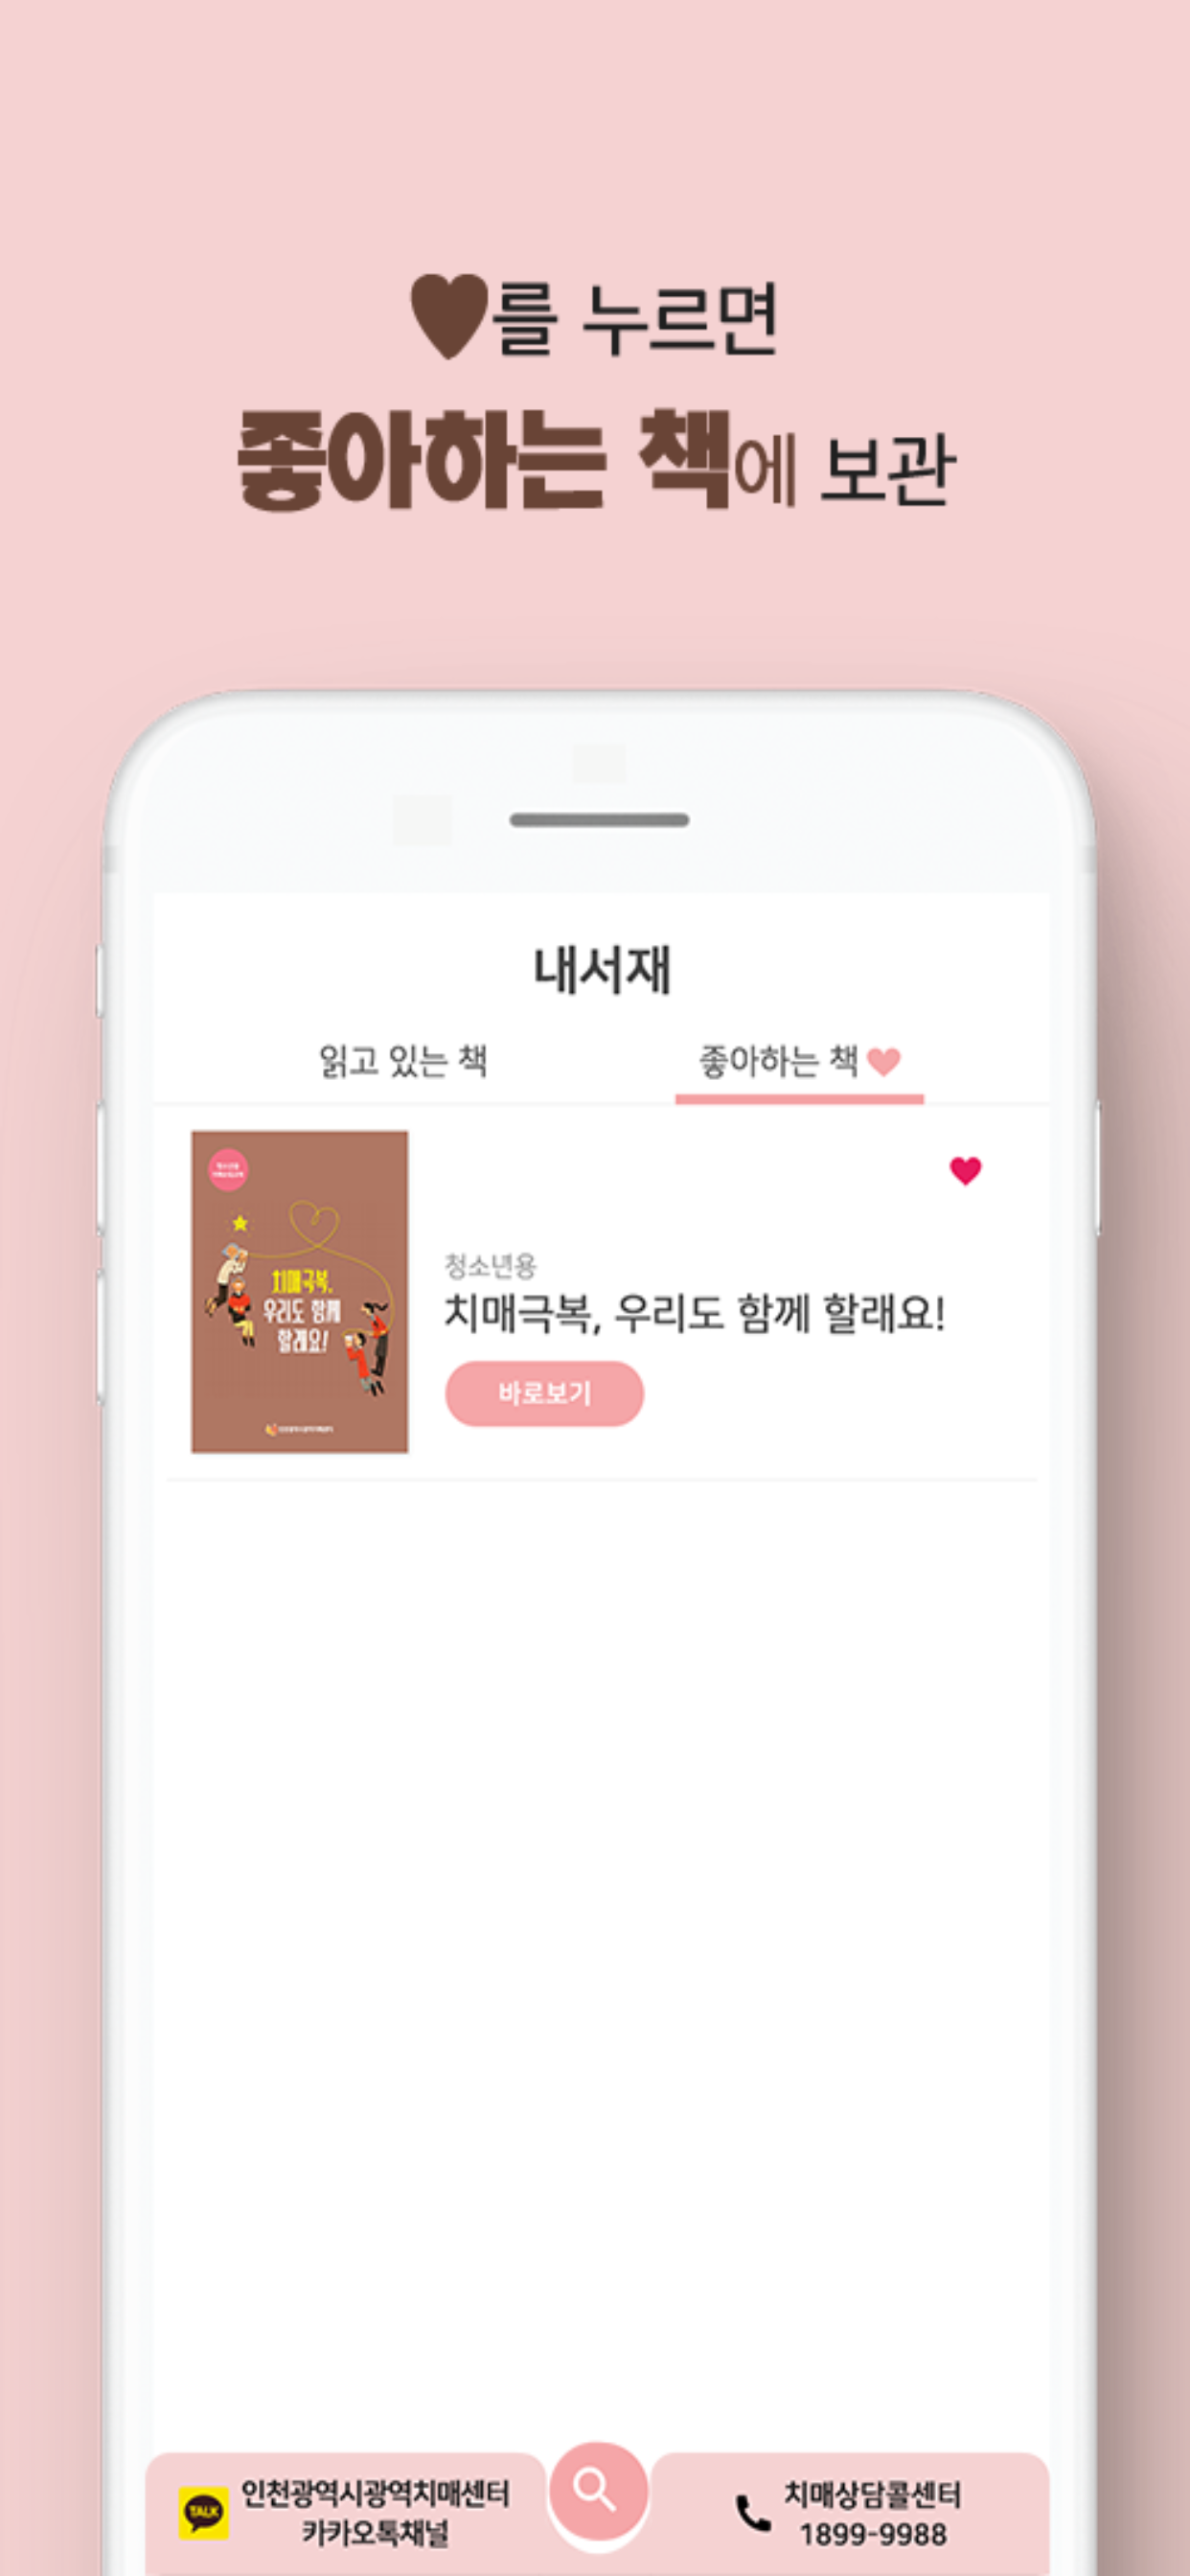 를 누르면
좋아하는 책에 보관
내서재
읽고 있는 책
좋아하는 책
치매극복,
우리도 함께
할래요!
청소년용
치매극복, 우리도 함께 할래요!
바로보기
TALK
인천광역시광역치매센터
카카오톡채널
치매상담콜센터
1899-9988